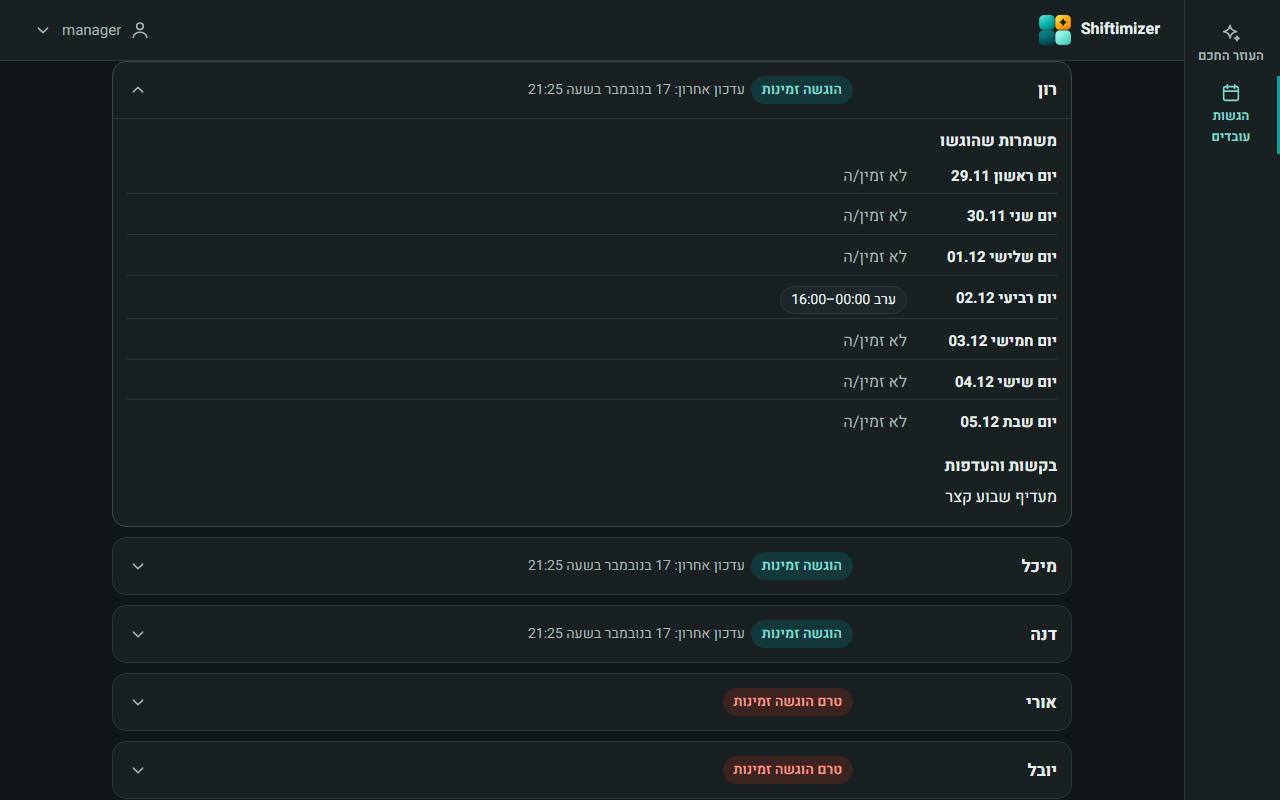 Shiftimizer
manager
העוזר החכם
הגשות
עובדים
רון
הוגשה זמינות
עדכון אחרון: 17 בנובמבר בשעה 21:25
משמרות שהוגשו
יום ראשון 29.11 לא זמין/ה
יום שני 30.11 לא זמין/ה
יום שלישי 01.12 לא זמין/ה
יום רביעי 02.12 ערב 16:00–00:00
יום חמישי 03.12 לא זמין/ה
יום שישי 04.12 לא זמין/ה
יום שבת 05.12 לא זמין/ה
בקשות והעדפות
מעדיף שבוע קצר
מיכל הוגשה זמינות עדכון אחרון: 17 בנובמבר בשעה 21:25
דנה הוגשה זמינות עדכון אחרון: 17 בנובמבר בשעה 21:25
אורי טרם הוגשה זמינות
יובל טרם הוגשה זמינות